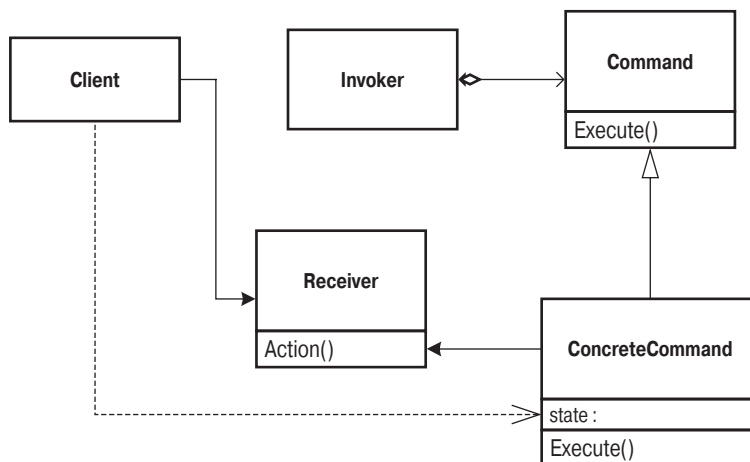 Client
Invoker
Command
Execute()
Receiver
Action()
ConcreteCommand
state :
Execute()